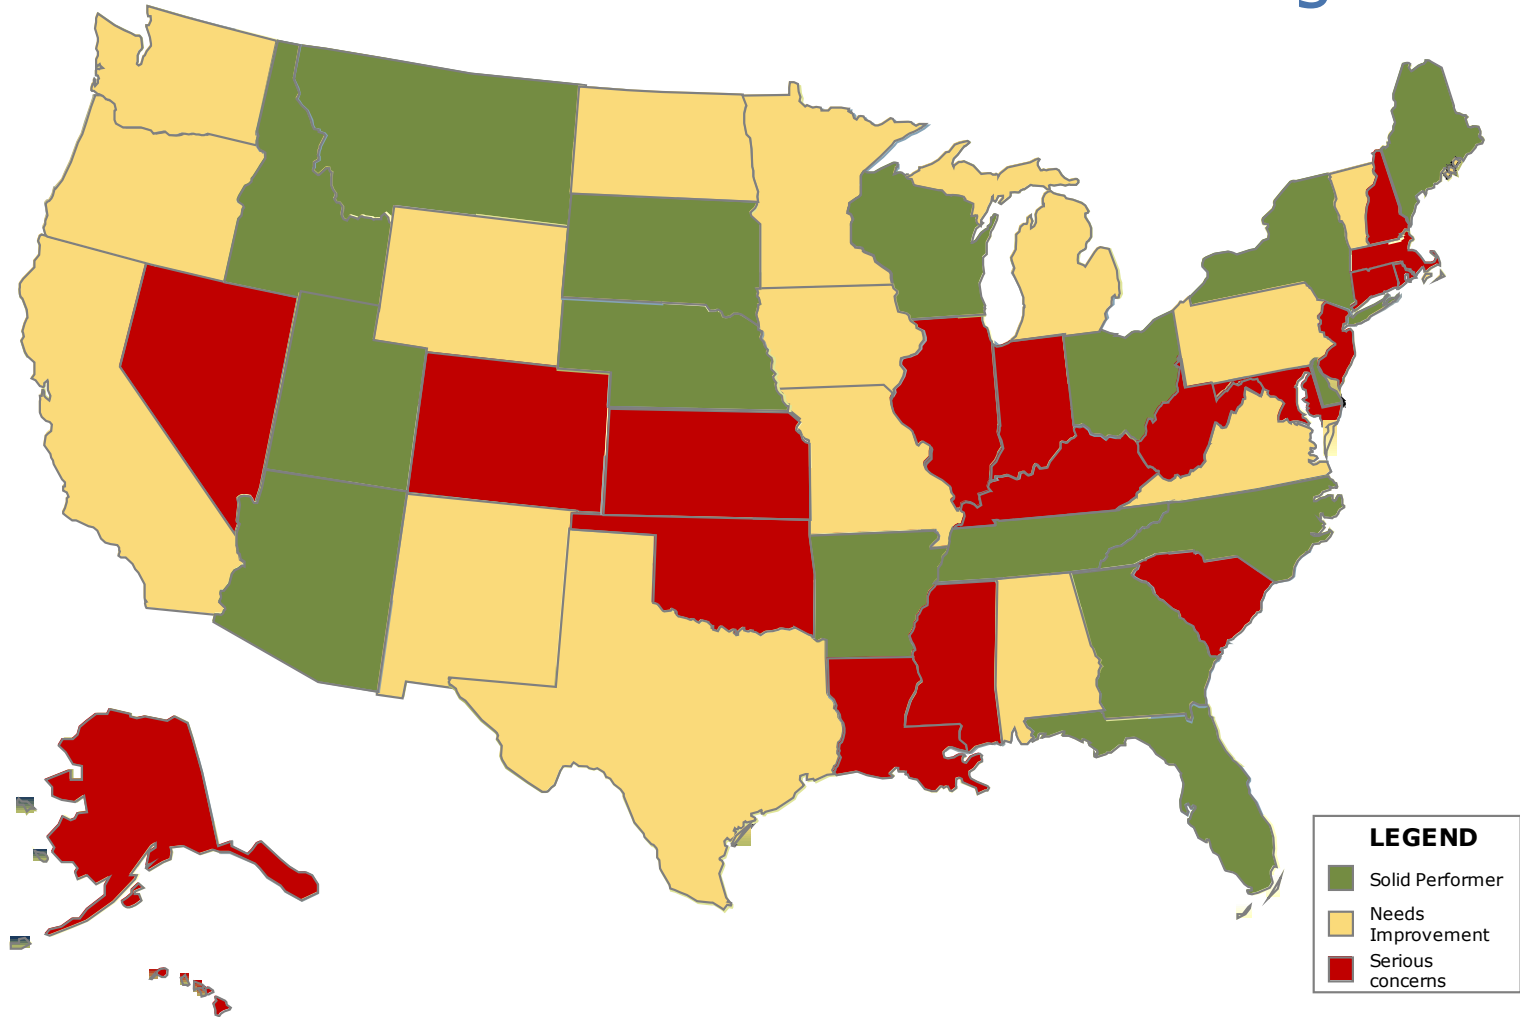 LEGEND
Solid Performer
Needs
Improvement
Serious
concerns